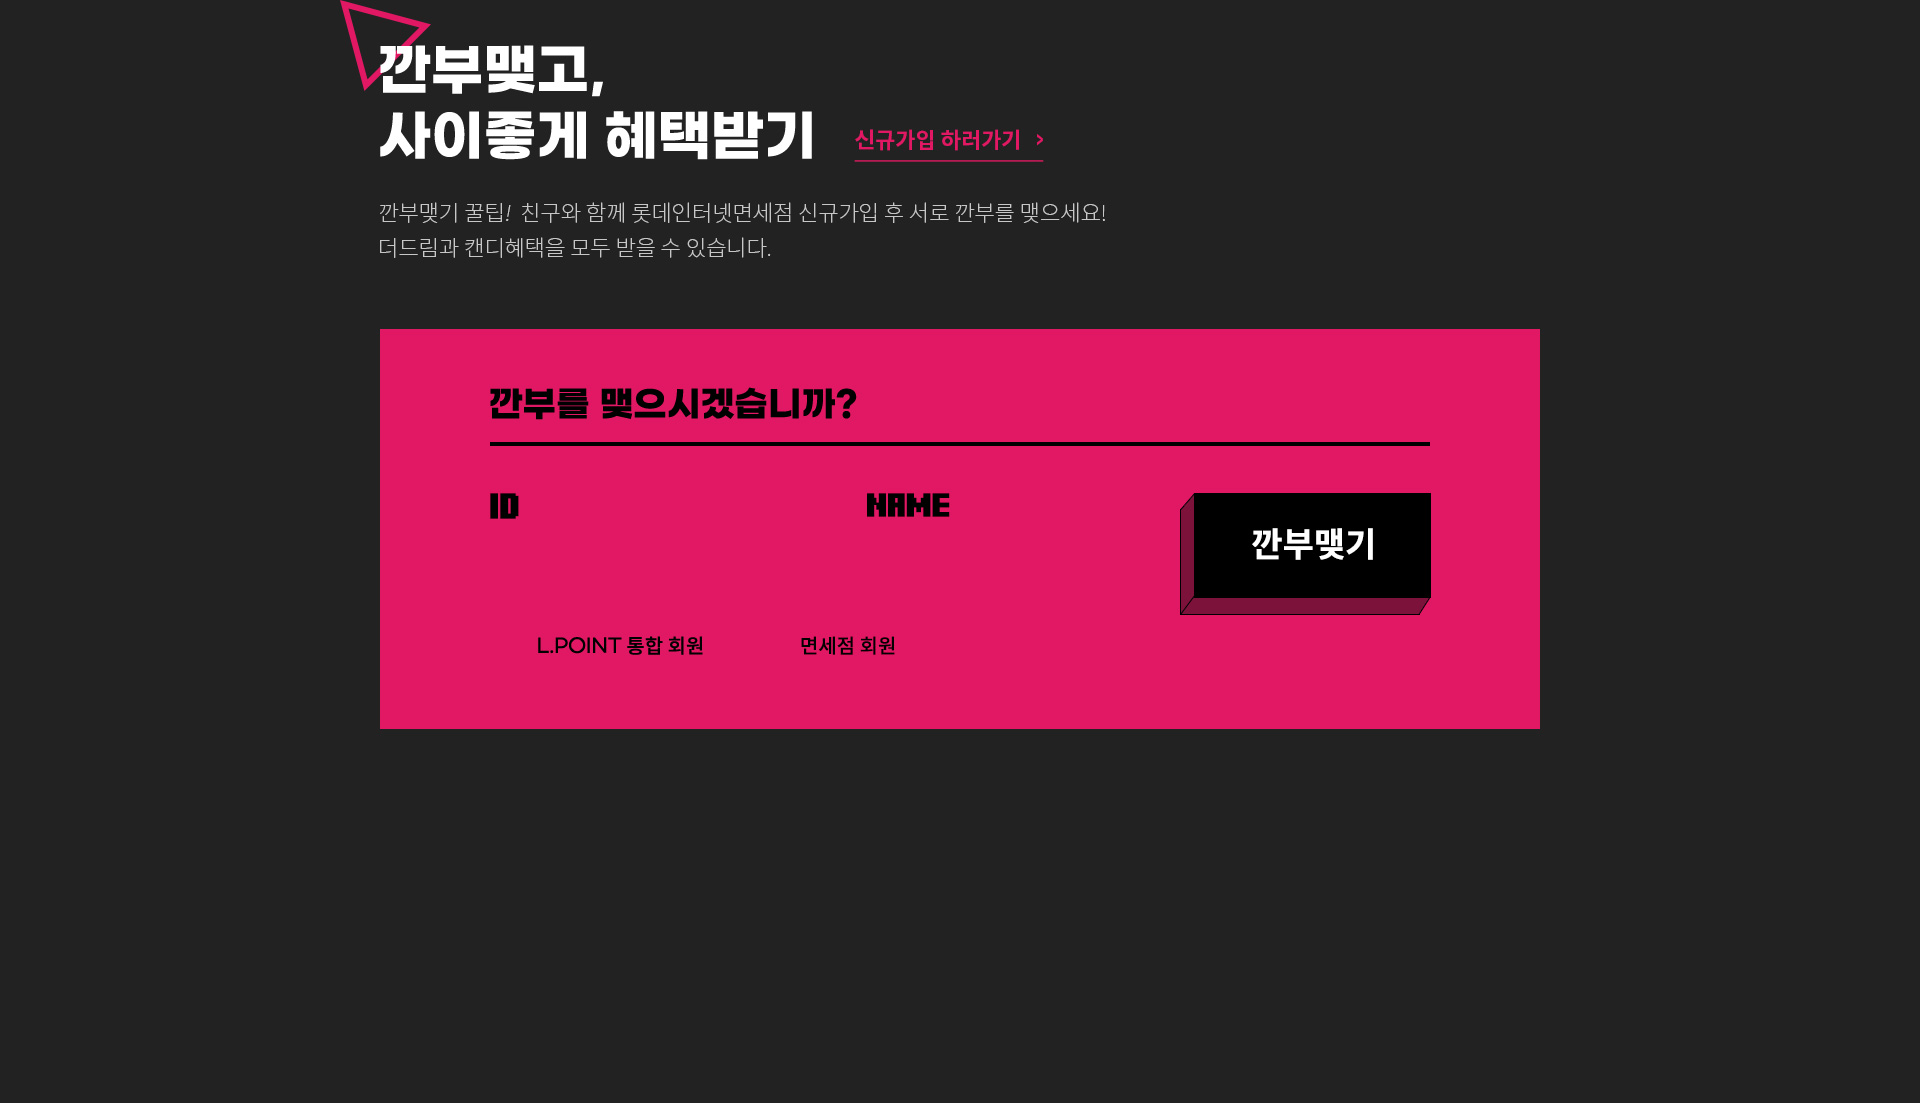 깐부맺고,
사이좋게 혜택받기
신규가입 하러가기 >
깐부맺기 꿀팁! 친구와 함께 롯데인터넷면세점 신규가입 후 서로 깐부를 맺으세요!
더드림과 캔디혜택을 모두 받을 수 있습니다.
깐부를 맺으시겠습니까?
ID
NAME
깐부맺기
L.POINT 통합 회원
면세점 회원